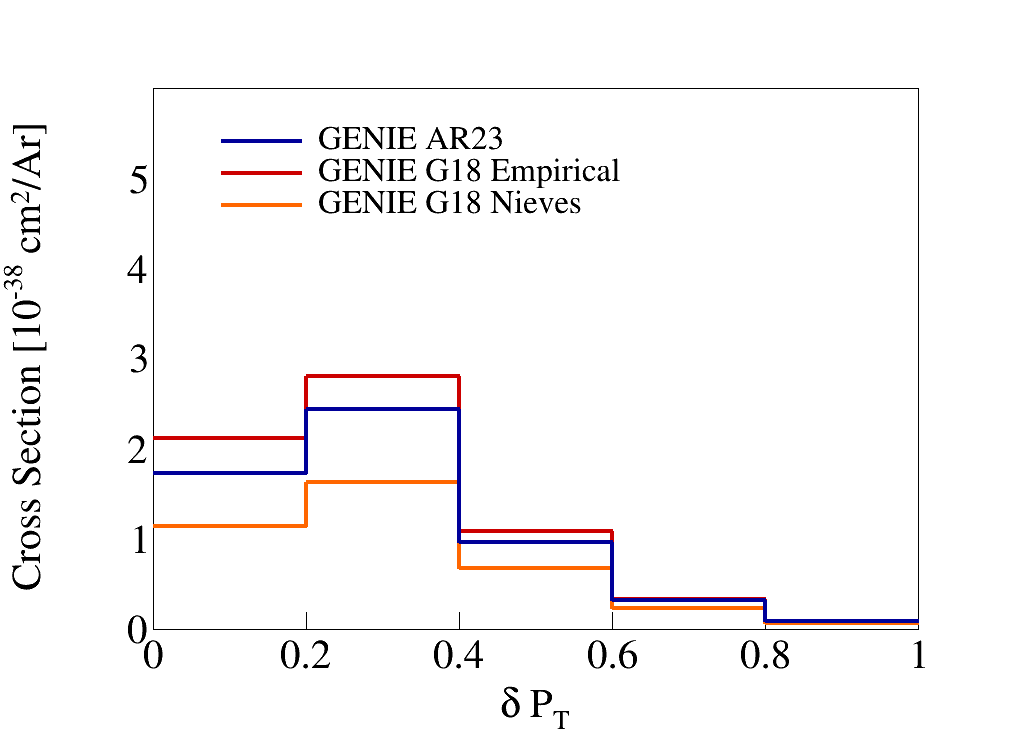 GENIE AR23
GENIE G18 Empirical
GENIE G18 Nieves
Cross Section [10⁻³⁸ cm²/Ar]
5
4
3
2
1
0
0 0.2 0.4 0.6 0.8 1
δ P_T